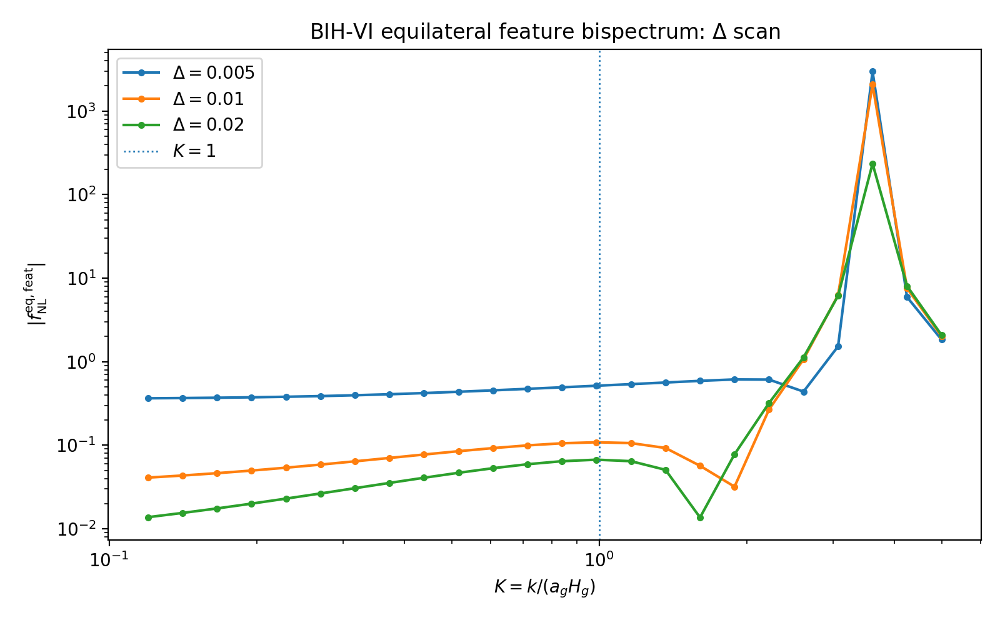 BIH-VI equilateral feature bispectrum: Δ scan
Δ = 0.005
Δ = 0.01
Δ = 0.02
K = 1
10³
10²
10¹
10⁰
10⁻¹
10⁻²
|f_NL^eq, feat|
10⁻¹
10⁰
K = k/(a_g H_g)